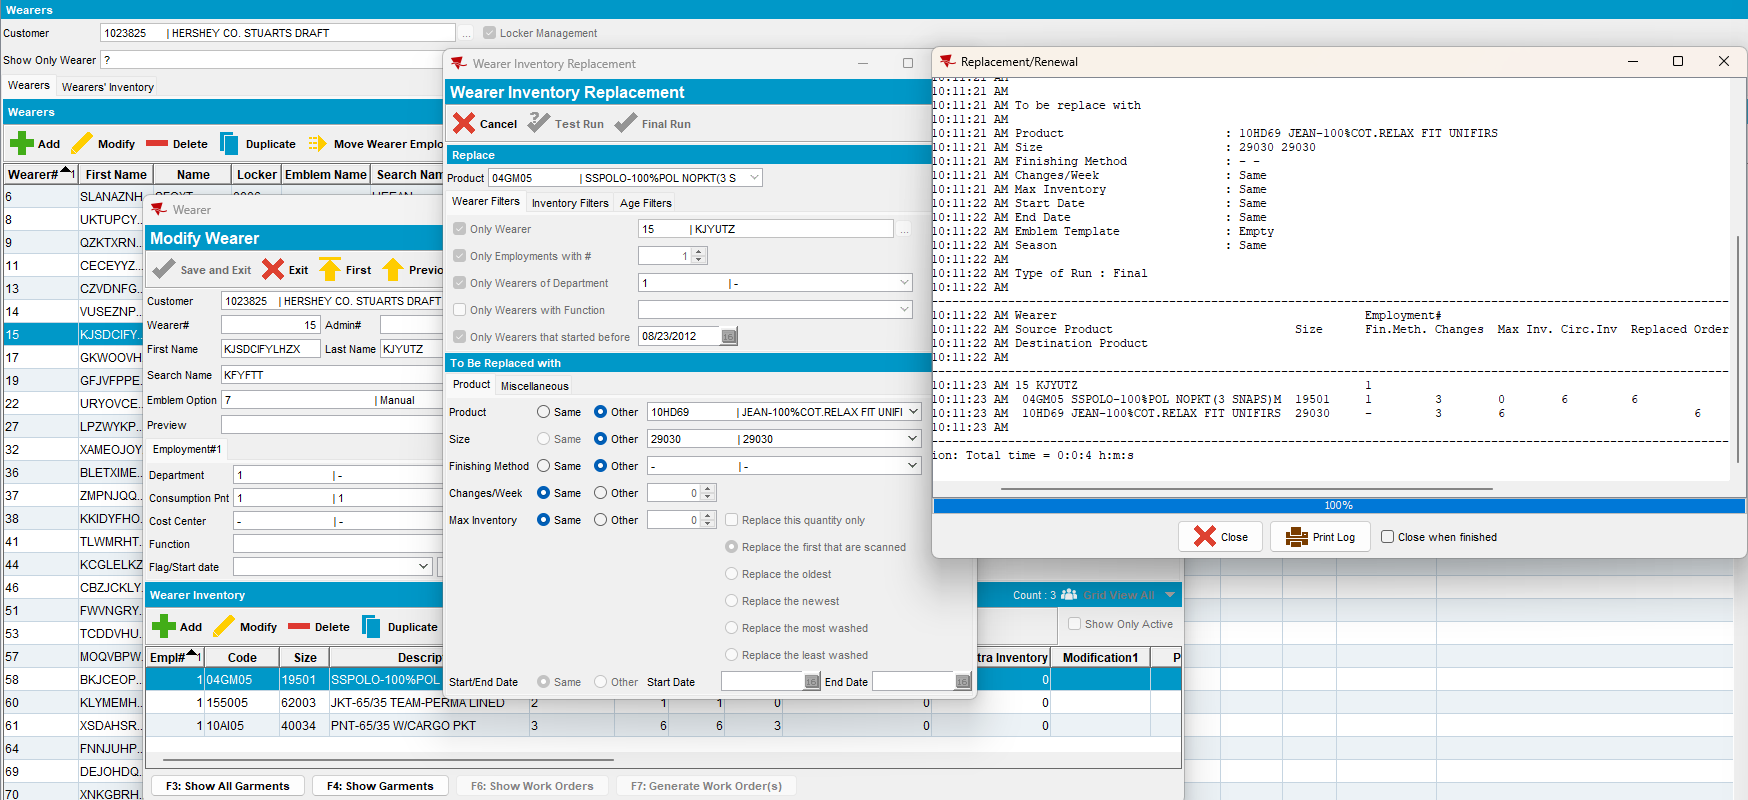 Wearers
Customer 1023825 | HERSHEY CO. STUARTS DRAFT ... Locker Management
Show Only Wearer ?
Wearers Wearers' Inventory
Wearers
Add Modify Delete Duplicate Move Wearer Emplo
Wearer# 1 First Name Name Locker Emblem Name Search Nam
6 SLANAZNH
8 UKTUPCY...
9 QZKTXRN...
11 CECEYYZ...
13 CZVDNFG...
14 VUSEZNP...
15 KJSDCIFY...
17 GKWOOVH
19 GFJVFPPE.
22 URYOVCE.
27 LPZWYKP...
32 XAMEOJOY
36 BLETXIME...
37 ZMPNJQQ...
38 KKIDYFHO.
41 TLWMRHT.
44 KCGLELKZ
46 CBZJCKLY.
51 FWVNGRY.
53 TCDDVHU.
57 MOQVBPW.
58 BKJCEOP...
60 KLYMEMH..
61 XSDAHSR..
64 FNNJUHP...
69 DEJOHDQ.
70 XNKGBRH.
Wearer
Modify Wearer
Save and Exit Exit First Previo
Customer 1023825 | HERSHEY CO. STUARTS DRAFT
Wearer# 15 Admin#
First Name KJSDCIFYLHZX Last Name KJYUTZ
Search Name KFYFTT
Emblem Option 7 | Manual
Preview
Employment#1
Department 1 | -
Consumption Pnt 1 | 1
Cost Center - | -
Function
Flag/Start date
Wearer Inventory Count : 3 Grid View All
Add Modify Delete Duplicate Show Only Active
Empl# 1 Code Size Descrip tra Inventory Modification1 P
1 04GM05 19501 SSPOLO-100%POL 0
1 155005 62003 JKT-65/35 TEAM-PERMA LINED 2 1 1 0 0 0
1 10AI05 40034 PNT-65/35 W/CARGO PKT 3 6 6 3 0 0
F3: Show All Garments F4: Show Garments F6: Show Work Orders F7: Generate Work Order(s)
Wearer Inventory Replacement
Wearer Inventory Replacement
Cancel Test Run Final Run
Replace
Product 04GM05 | SSPOLO-100%POL NOPKT(3 S
Wearer Filters Inventory Filters Age Filters
Only Wearer 15 | KJYUTZ ...
Only Employments with # 1
Only Wearers of Department 1 | -
Only Wearers with Function
Only Wearers that started before 08/23/2012 16
To Be Replaced with
Product Miscellaneous
Product Same Other 10HD69 | JEAN-100%COT.RELAX FIT UNIFI
Size Same Other 29030 | 29030
Finishing Method Same Other - | -
Changes/Week Same Other 0
Max Inventory Same Other 0 Replace this quantity only
Replace the first that are scanned
Replace the oldest
Replace the newest
Replace the most washed
Replace the least washed
Start/End Date Same Other Start Date 16 End Date 16
Replacement/Renewal
10:11:21 AM
10:11:21 AM
10:11:21 AM To be replace with
10:11:21 AM
10:11:21 AM Product : 10HD69 JEAN-100%COT.RELAX FIT UNIFIRS
10:11:21 AM Size : 29030 29030
10:11:21 AM Finishing Method : - -
10:11:21 AM Changes/Week : Same
10:11:21 AM Max Inventory : Same
10:11:22 AM Start Date : Same
10:11:22 AM End Date : Same
10:11:22 AM Emblem Template : Empty
10:11:22 AM Season : Same
10:11:22 AM
10:11:22 AM Type of Run : Final
10:11:22 AM
10:11:22 AM Wearer Employment#
10:11:22 AM Source Product Size Fin.Meth. Changes Max Inv. Circ.Inv Replaced Order
10:11:22 AM Destination Product
10:11:22 AM
10:11:23 AM 15 KJYUTZ 1
10:11:23 AM 04GM05 SSPOLO-100%POL NOPKT(3 SNAPS)M 19501 1 3 0 6 6
10:11:23 AM 10HD69 JEAN-100%COT.RELAX FIT UNIFIRS 29030 - 3 6 6
10:11:23 AM
ion: Total time = 0:0:4 h:m:s
100%
Close Print Log Close when finished